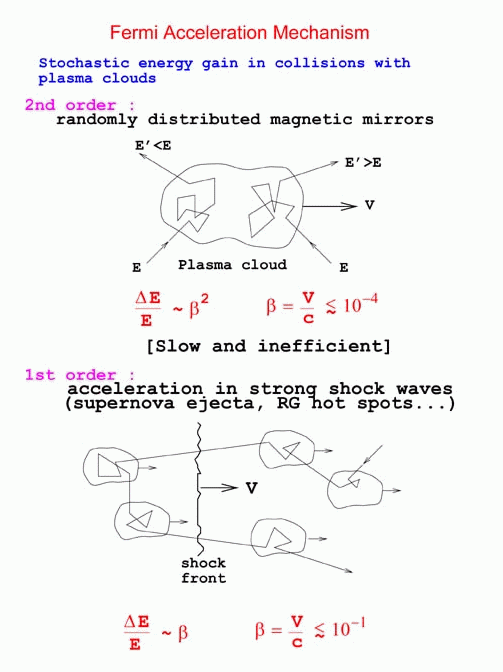 Fermi Acceleration Mechanism
Stochastic energy gain in collisions with
plasma clouds
2nd order :
randomly distributed magnetic mirrors
E'<E
E'>E
V
E
Plasma cloud
E
ΔE/E ~ β² β = V/c ≲ 10⁻⁴
[Slow and inefficient]
1st order :
acceleration in strong shock waves
(supernova ejecta, RG hot spots...)
V
shock
front
ΔE/E ~ β β = V/c ≲ 10⁻¹